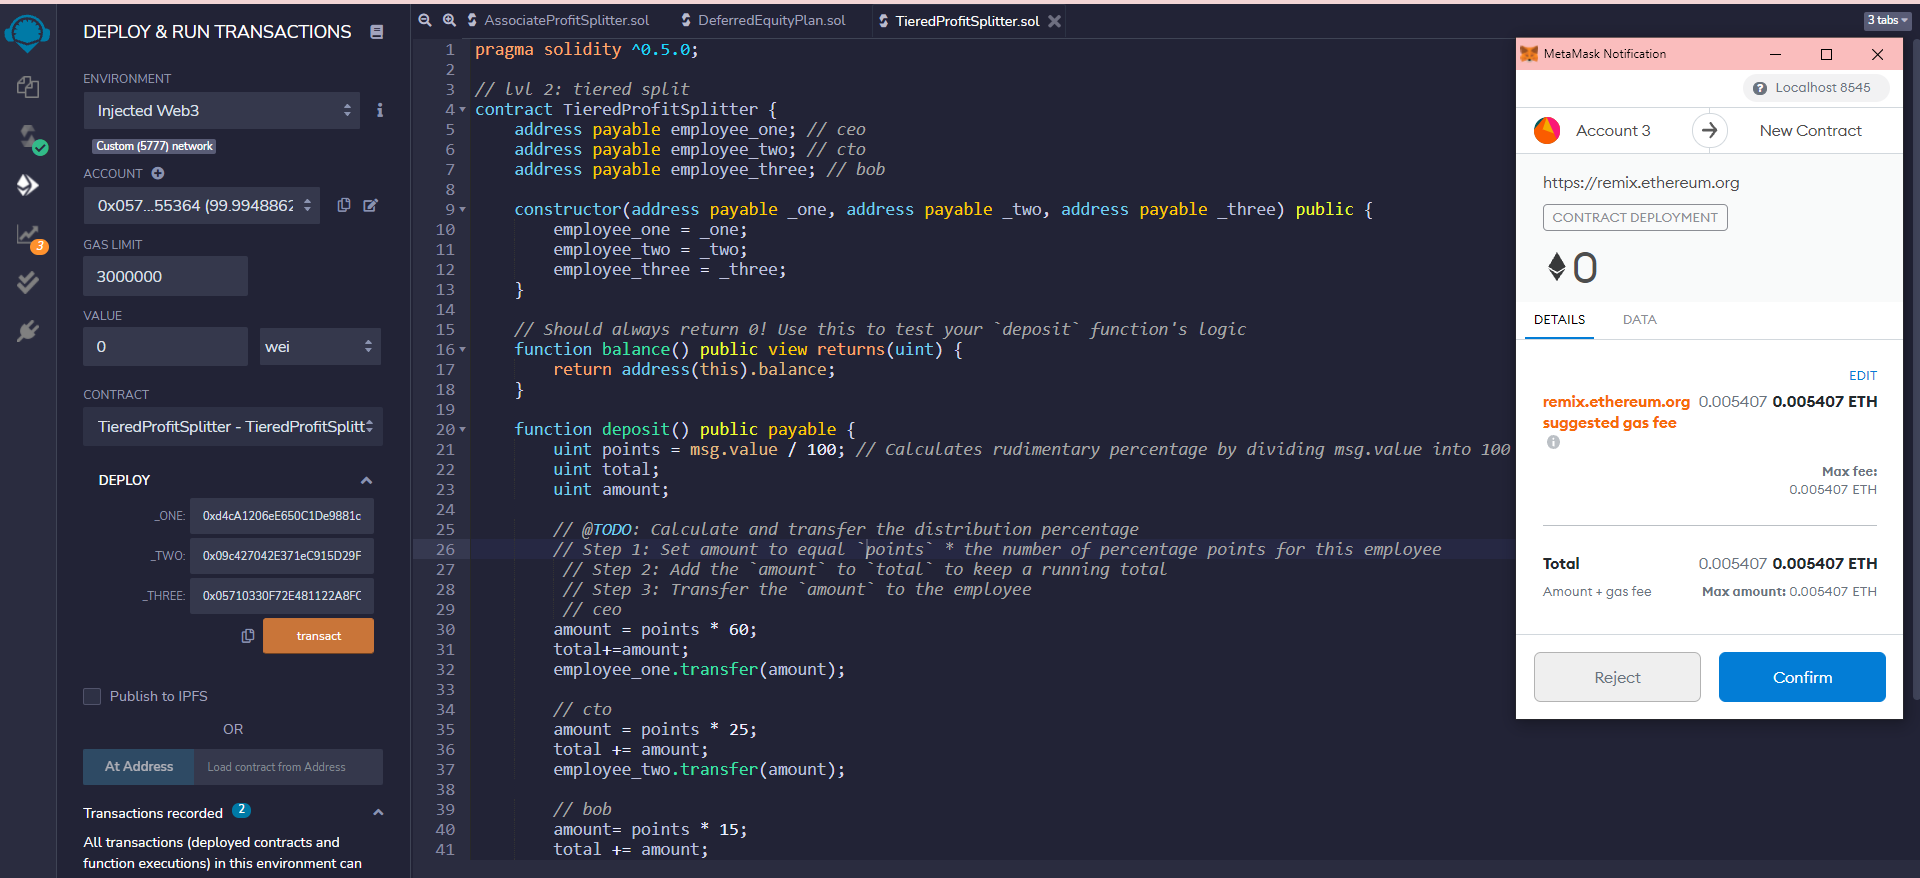 DEPLOY & RUN TRANSACTIONS
ENVIRONMENT
Injected Web3
i
Custom (5777) network
ACCOUNT
0x057...55364 (99.9948862
3
GAS LIMIT
3000000
VALUE
0
wei
CONTRACT
TieredProfitSplitter - TieredProfitSplitt
DEPLOY
_ONE: 0xd4cA1206eE650C1De9881c
_TWO: 0x09c427042E371eC915D29F
_THREE: 0x05710330F72E481122A8FC
transact
Publish to IPFS
OR
At Address
Load contract from Address
Transactions recorded 2
All transactions (deployed contracts and
function executions) in this environment can
AssociateProfitSplitter.sol
DeferredEquityPlan.sol
TieredProfitSplitter.sol
3 tabs
1 pragma solidity ^0.5.0;
2
3 // lvl 2: tiered split
4 contract TieredProfitSplitter {
5 address payable employee_one; // ceo
6 address payable employee_two; // cto
7 address payable employee_three; // bob
8
9 constructor(address payable _one, address payable _two, address payable _three) public {
10 employee_one = _one;
11 employee_two = _two;
12 employee_three = _three;
13 }
14
15 // Should always return 0! Use this to test your `deposit` function's logic
16 function balance() public view returns(uint) {
17 return address(this).balance;
18 }
19
20 function deposit() public payable {
21 uint points = msg.value / 100; // Calculates rudimentary percentage by dividing msg.value into 100
22 uint total;
23 uint amount;
24
25 // @TODO: Calculate and transfer the distribution percentage
26 // Step 1: Set amount to equal `points` * the number of percentage points for this employee
27 // Step 2: Add the `amount` to `total` to keep a running total
28 // Step 3: Transfer the `amount` to the employee
29 // ceo
30 amount = points * 60;
31 total+=amount;
32 employee_one.transfer(amount);
33
34 // cto
35 amount = points * 25;
36 total += amount;
37 employee_two.transfer(amount);
38
39 // bob
40 amount= points * 15;
41 total += amount;
MetaMask Notification
? Localhost 8545
Account 3
New Contract
https://remix.ethereum.org
CONTRACT DEPLOYMENT
0
DETAILS
DATA
EDIT
remix.ethereum.org 0.005407 0.005407 ETH
suggested gas fee
i
Max fee:
0.005407 ETH
Total 0.005407 0.005407 ETH
Amount + gas fee Max amount: 0.005407 ETH
Reject
Confirm